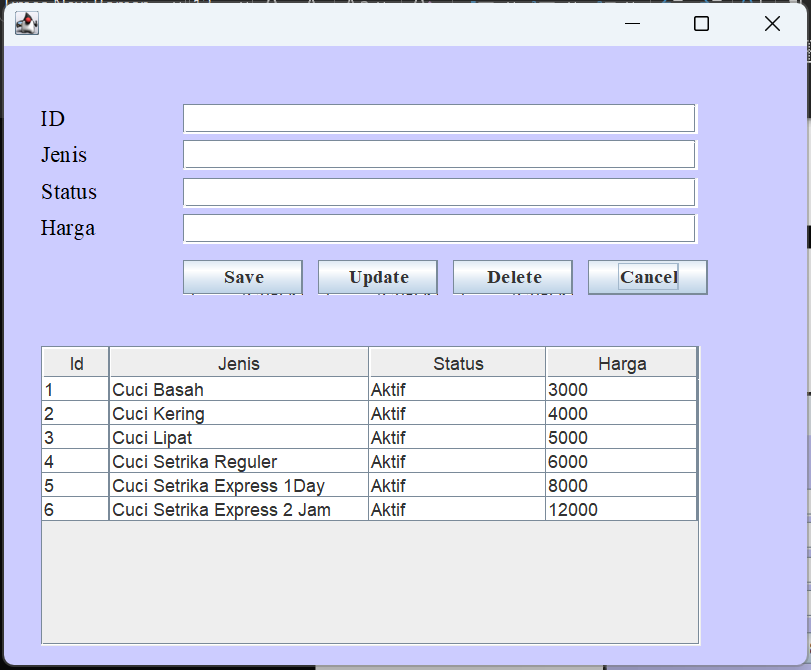 ID
Jenis
Status
Harga
Save Update Delete Cancel
Id Jenis Status Harga
1 Cuci Basah Aktif 3000
2 Cuci Kering Aktif 4000
3 Cuci Lipat Aktif 5000
4 Cuci Setrika Reguler Aktif 6000
5 Cuci Setrika Express 1Day Aktif 8000
6 Cuci Setrika Express 2 Jam Aktif 12000